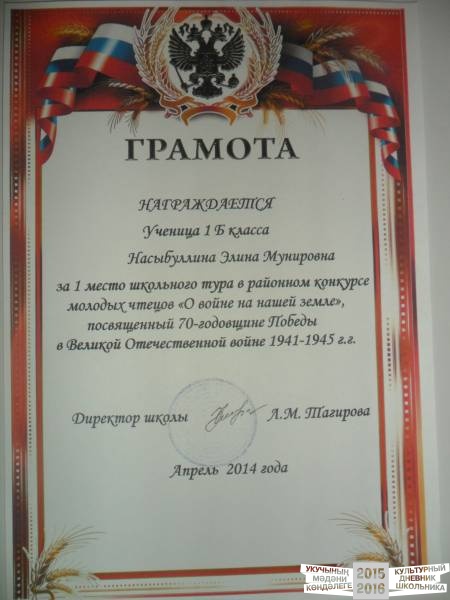 ГРАМОТА
НАГРАЖДАЕТСЯ
Ученица 1 Б класса
Насыбуллина Элина Мунировна
за 1 место школьного тура в районном конкурсе
молодых чтецов «О войне на нашей земле»,
посвященный 70-годовщине Победы
в Великой Отечественной войне 1941-1945 г.г.
Директор школы Л.М. Тагирова
Апрель 2014 года
УКУЧЫНЫҢ
МӘДӘНИ
КӨНДӘЛЕГЕ
2015
2016
КУЛЬТУРНЫЙ
ДНЕВНИК
ШКОЛЬНИКА